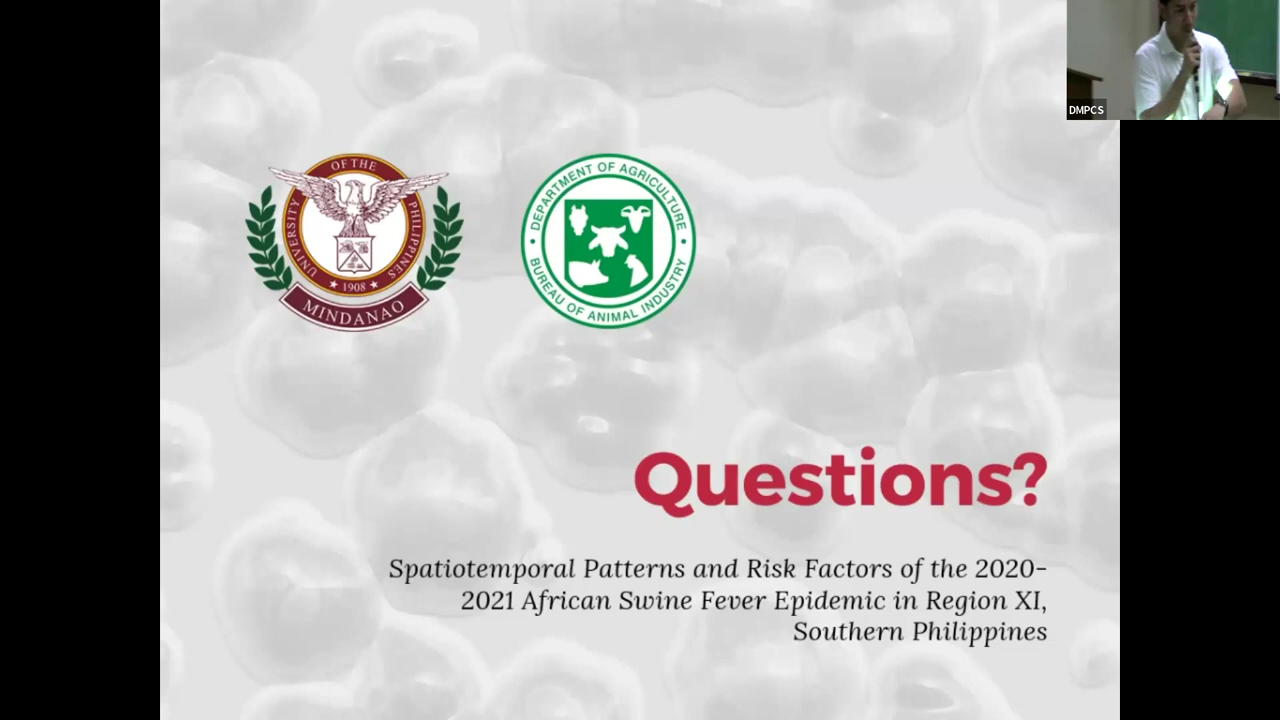 DMPCS
UNIVERSITY OF THE PHILIPPINES
★ 1908 ★
MINDANAO
DEPARTMENT OF AGRICULTURE
BUREAU OF ANIMAL INDUSTRY
Questions?
Spatiotemporal Patterns and Risk Factors of the 2020-
2021 African Swine Fever Epidemic in Region XI,
Southern Philippines